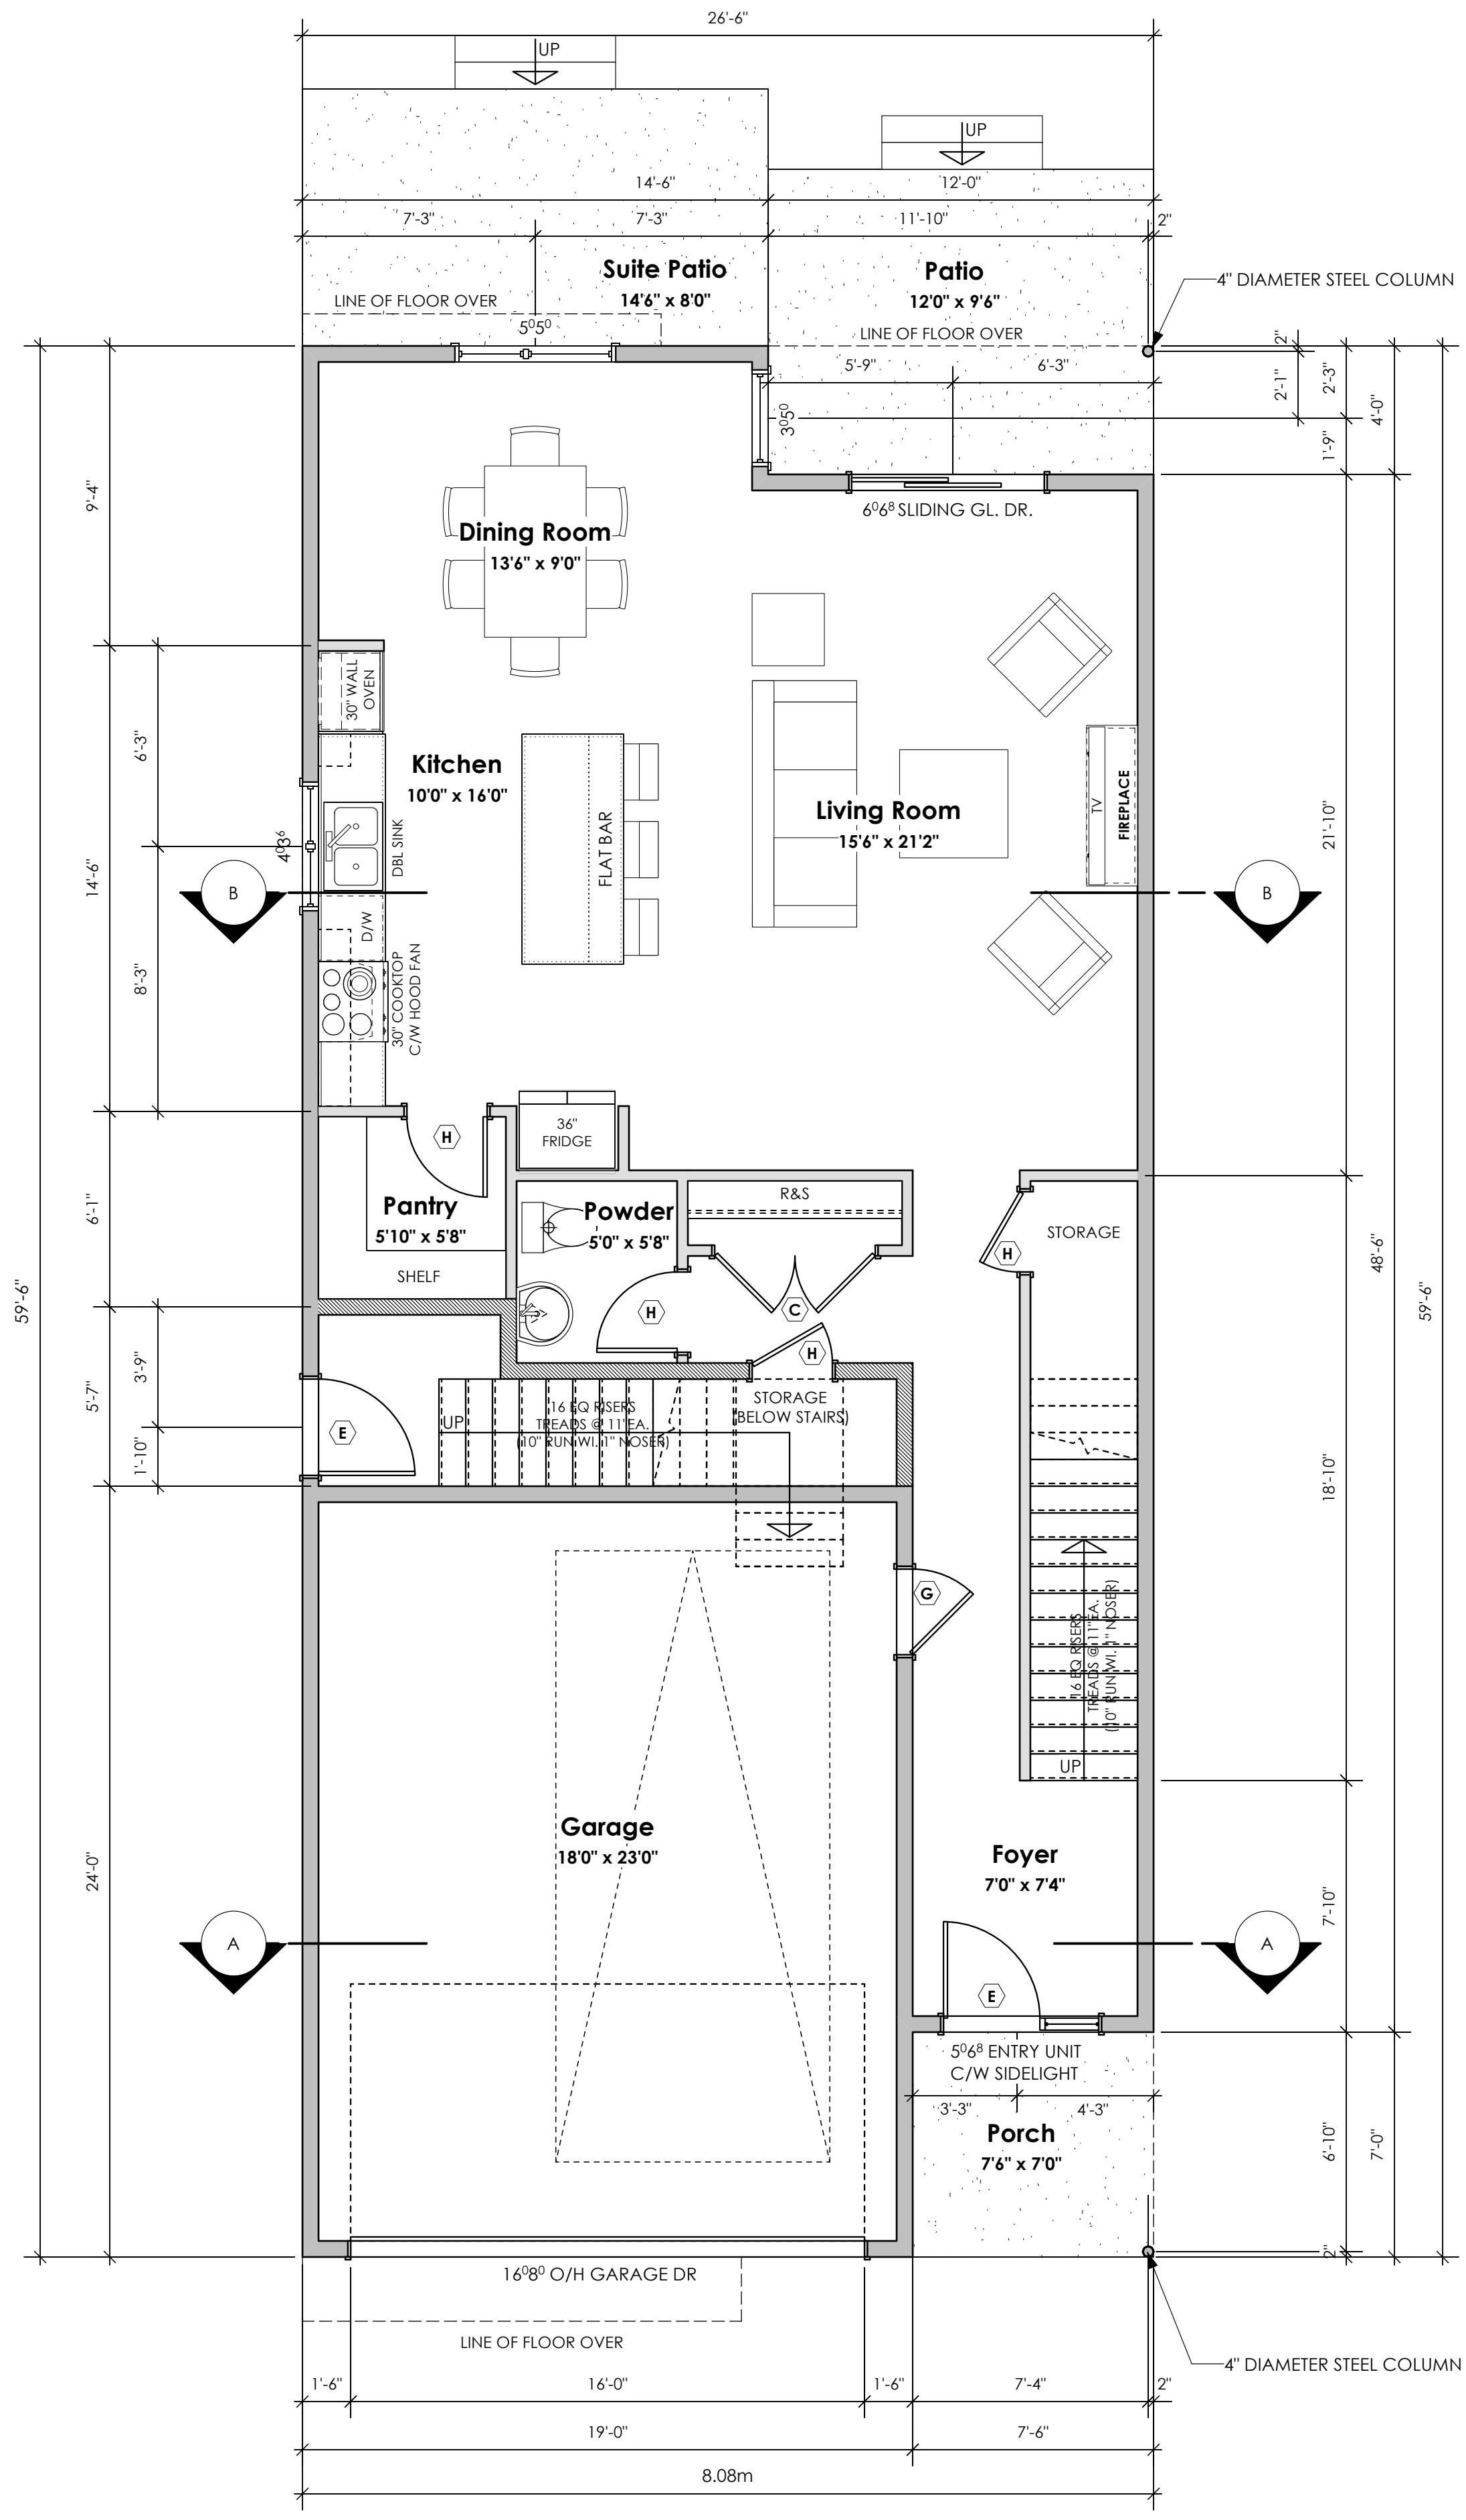 26'-6"
UP
UP
14'-6"
12'-0"
7'-3"
7'-3"
11'-10"
2"
Suite Patio
14'6" x 8'0"
Patio
12'0" x 9'6"
4" DIAMETER STEEL COLUMN
LINE OF FLOOR OVER
5⁰5⁰
LINE OF FLOOR OVER
2"
5'-9"
6'-3"
2'-1"
2'-3"
4'-0"
3⁰5⁰
1'-9"
9'-4"
6⁰6⁸ SLIDING GL. DR.
Dining Room
13'6" x 9'0"
30" WALL
OVEN
6'-3"
Kitchen
10'0" x 16'0"
Living Room
15'6" x 21'2"
TV
FIREPLACE
21'-10"
4⁰3⁶
DBL SINK
FLAT BAR
14'-6"
B
B
D/W
8'-3"
30" COOKTOP
C/W HOOD FAN
36"
FRIDGE
H
Pantry
5'10" x 5'8"
SHELF
Powder
5'0" x 5'8"
R&S
STORAGE
H
6'-1"
48'-6"
59'-6"
59'-6"
H
C
H
3'-9"
5'-7"
1'-10"
E
UP
16 EQ RISERS
TREADS @ 11"EA.
(10" RUN WI. 1" NOSER)
STORAGE
(BELOW STAIRS)
18'-10"
G
16 EQ RISERS
TREADS @ 11"EA.
(10" RUN WI. 1" NOSER)
UP
Garage
18'0" x 23'0"
Foyer
7'0" x 7'4"
24'-0"
7'-10"
A
A
E
5⁰6⁸ ENTRY UNIT
C/W SIDELIGHT
3'-3"
4'-3"
Porch
7'6" x 7'0"
6'-10"
7'-0"
2"
16⁰8⁰ O/H GARAGE DR
LINE OF FLOOR OVER
4" DIAMETER STEEL COLUMN
1'-6"
16'-0"
1'-6"
7'-4"
2"
19'-0"
7'-6"
8.08m